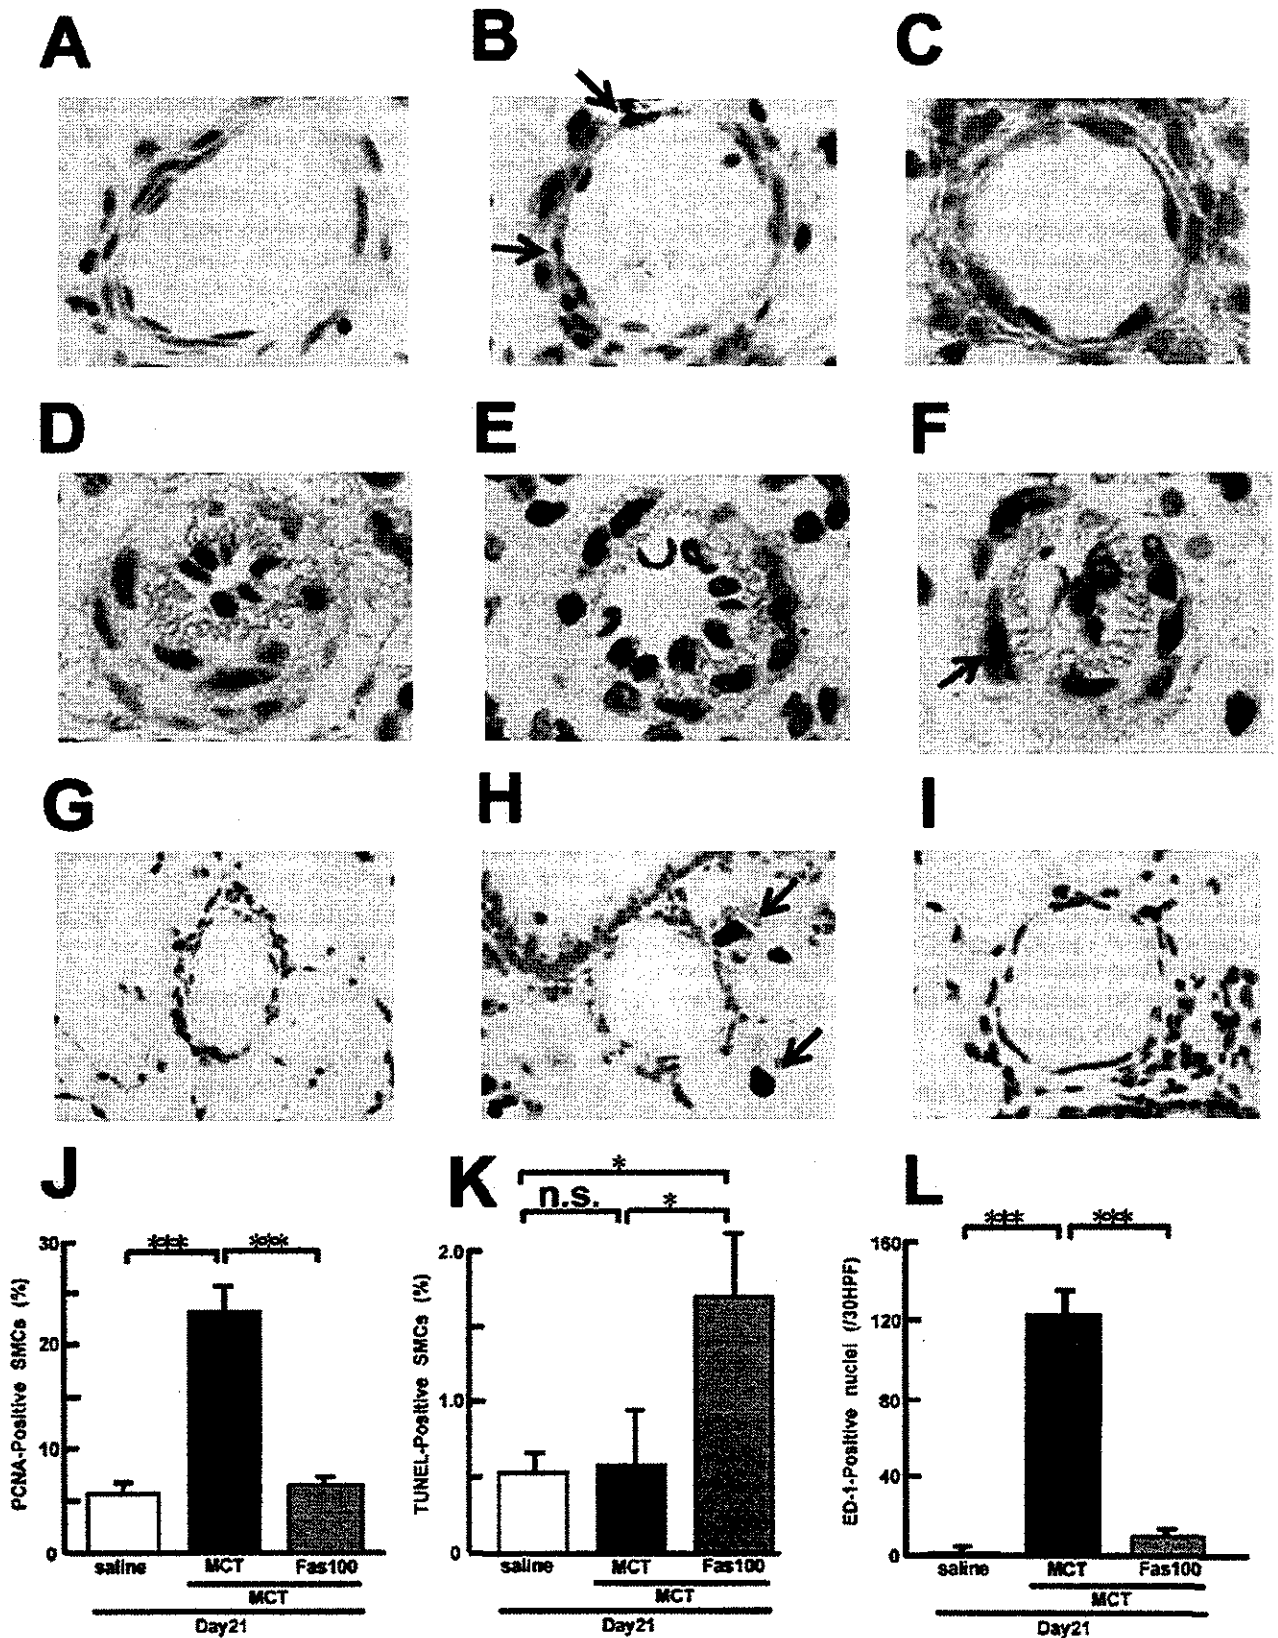 A B C
D E F
G H I
J K L
*
n.s. *
*** ***
*** ***
PCNA-Positive SMCs (%)
30
20
10
0
saline MCT Fas100
MCT
Day21
TUNEL-Positive SMCs (%)
2.0
1.0
0
saline MCT Fas100
MCT
Day21
ED-1-Positive nuclei (/30HPF)
160
120
80
40
0
saline MCT Fas100
MCT
Day21